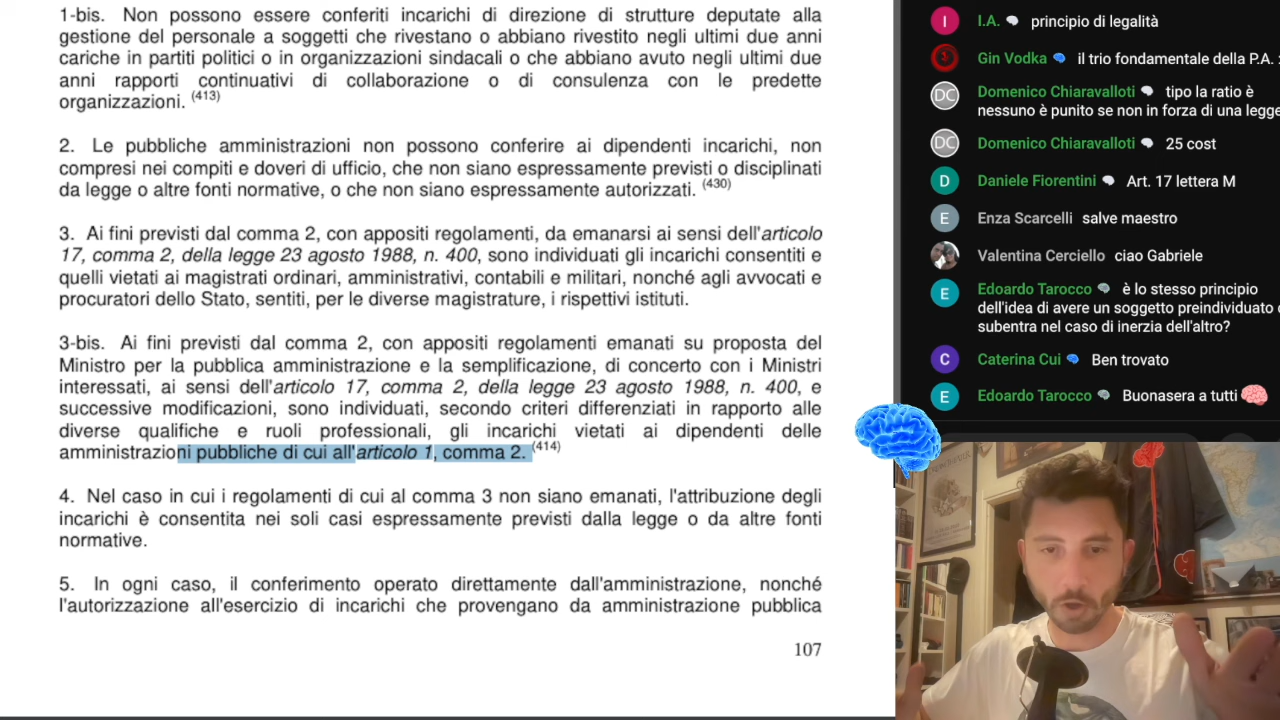 1-bis. Non possono essere conferiti incarichi di direzione di strutture deputate alla
gestione del personale a soggetti che rivestano o abbiano rivestito negli ultimi due anni
cariche in partiti politici o in organizzazioni sindacali o che abbiano avuto negli ultimi due
anni rapporti continuativi di collaborazione o di consulenza con le predette
organizzazioni. (413)
2. Le pubbliche amministrazioni non possono conferire ai dipendenti incarichi, non
compresi nei compiti e doveri di ufficio, che non siano espressamente previsti o disciplinati
da legge o altre fonti normative, o che non siano espressamente autorizzati. (430)
3. Ai fini previsti dal comma 2, con appositi regolamenti, da emanarsi ai sensi dell'articolo
17, comma 2, della legge 23 agosto 1988, n. 400, sono individuati gli incarichi consentiti e
quelli vietati ai magistrati ordinari, amministrativi, contabili e militari, nonché agli avvocati e
procuratori dello Stato, sentiti, per le diverse magistrature, i rispettivi istituti.
3-bis. Ai fini previsti dal comma 2, con appositi regolamenti emanati su proposta del
Ministro per la pubblica amministrazione e la semplificazione, di concerto con i Ministri
interessati, ai sensi dell'articolo 17, comma 2, della legge 23 agosto 1988, n. 400, e
successive modificazioni, sono individuati, secondo criteri differenziati in rapporto alle
diverse qualifiche e ruoli professionali, gli incarichi vietati ai dipendenti delle
amministrazioni pubbliche di cui all'articolo 1, comma 2. (414)
4. Nel caso in cui i regolamenti di cui al comma 3 non siano emanati, l'attribuzione degli
incarichi è consentita nei soli casi espressamente previsti dalla legge o da altre fonti
normative.
5. In ogni caso, il conferimento operato direttamente dall'amministrazione, nonché
l'autorizzazione all'esercizio di incarichi che provengano da amministrazione pubblica
107
I I.A. principio di legalità
Gin Vodka il trio fondamentale della P.A. :
DC Domenico Chiaravalloti tipo la ratio è
nessuno è punito se non in forza di una legge
DC Domenico Chiaravalloti 25 cost
D Daniele Fiorentini Art. 17 lettera M
E Enza Scarcelli salve maestro
Valentina Cerciello ciao Gabriele
E Edoardo Tarocco è lo stesso principio
dell'idea di avere un soggetto preindividuato
subentra nel caso di inerzia dell'altro?
C Caterina Cui Ben trovato
E Edoardo Tarocco Buonasera a tutti